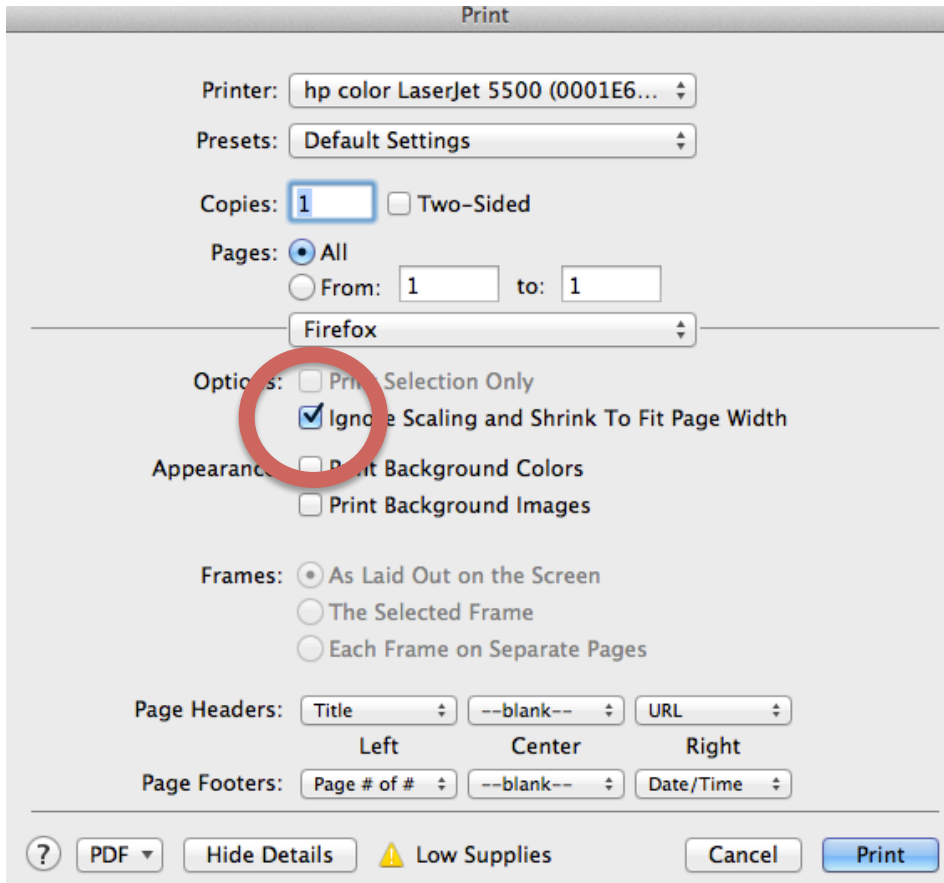 Print
Printer: hp color LaserJet 5500 (0001E6...
Presets: Default Settings
Copies: 1 Two-Sided
Pages: All
From: 1 to: 1
Firefox
Options: Print Selection Only
Ignore Scaling and Shrink To Fit Page Width
Appearance: Print Background Colors
Print Background Images
Frames: As Laid Out on the Screen
The Selected Frame
Each Frame on Separate Pages
Page Headers: Title --blank-- URL
Left Center Right
Page Footers: Page # of # --blank-- Date/Time
? PDF Hide Details Low Supplies Cancel Print